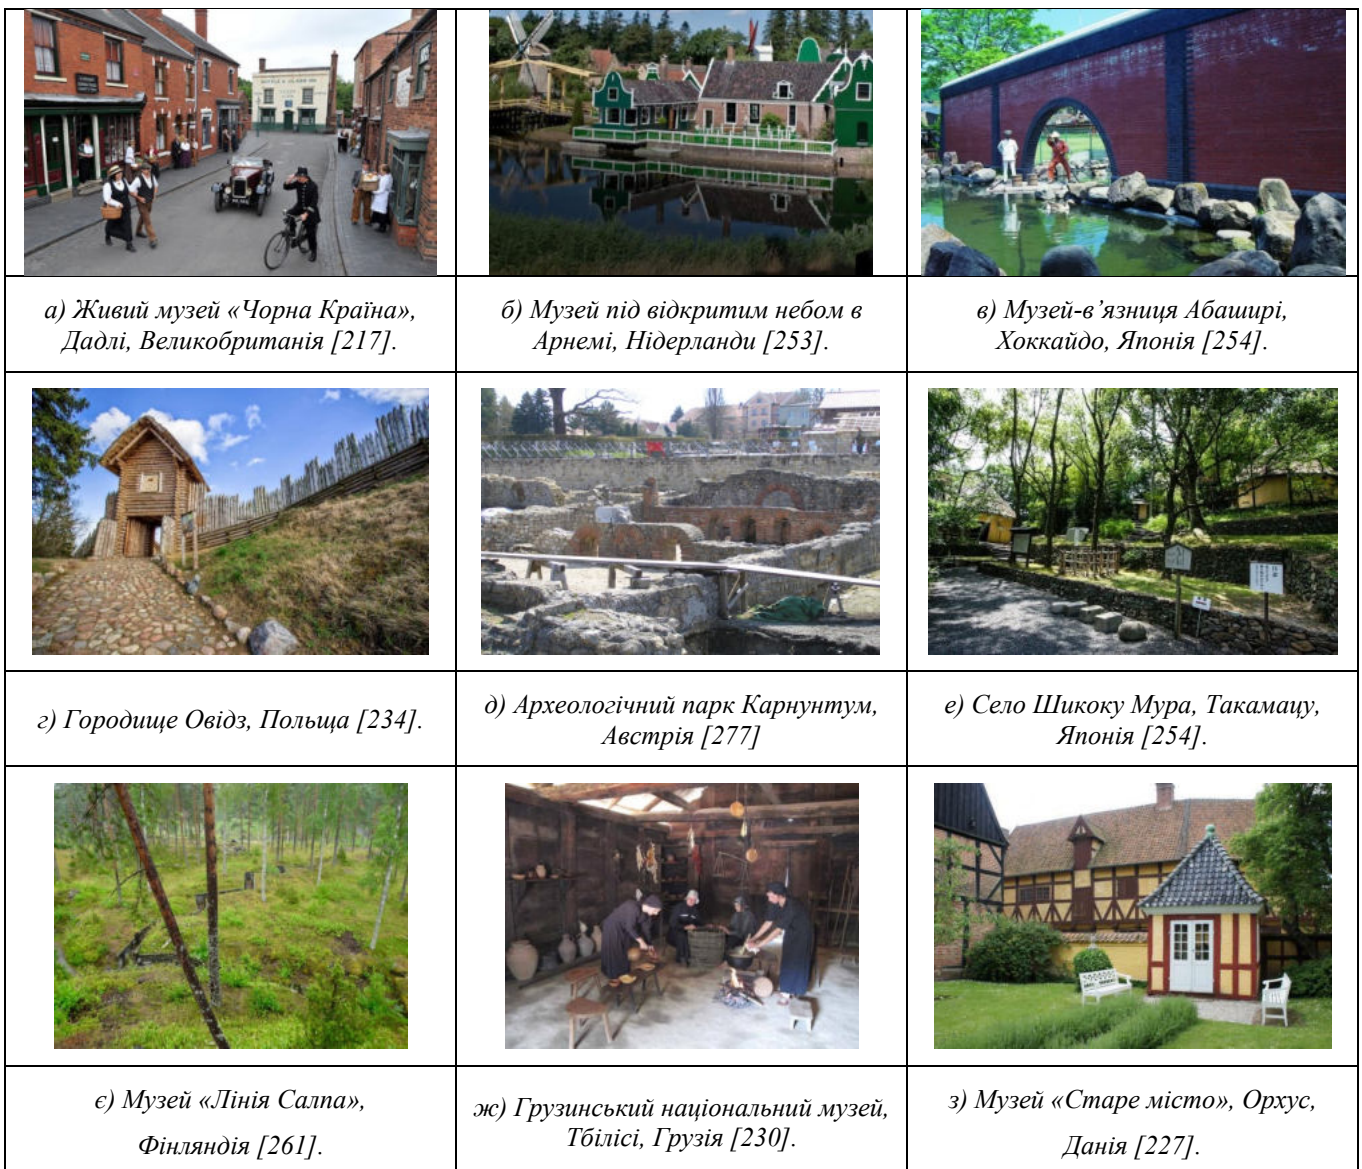 а) Живий музей «Чорна Країна»,
Дадлі, Великобританія [217].
б) Музей під відкритим небом в
Арнемі, Нідерланди [253].
в) Музей-в’язниця Абаширі,
Хоккайдо, Японія [254].
г) Городище Овідз, Польща [234].
д) Археологічний парк Карнунтум,
Австрія [277]
е) Село Шикоку Мура, Такамацу,
Японія [254].
є) Музей «Лінія Салпа»,
Фінляндія [261].
ж) Грузинський національний музей,
Тбілісі, Грузія [230].
з) Музей «Старе місто», Орхус,
Данія [227].